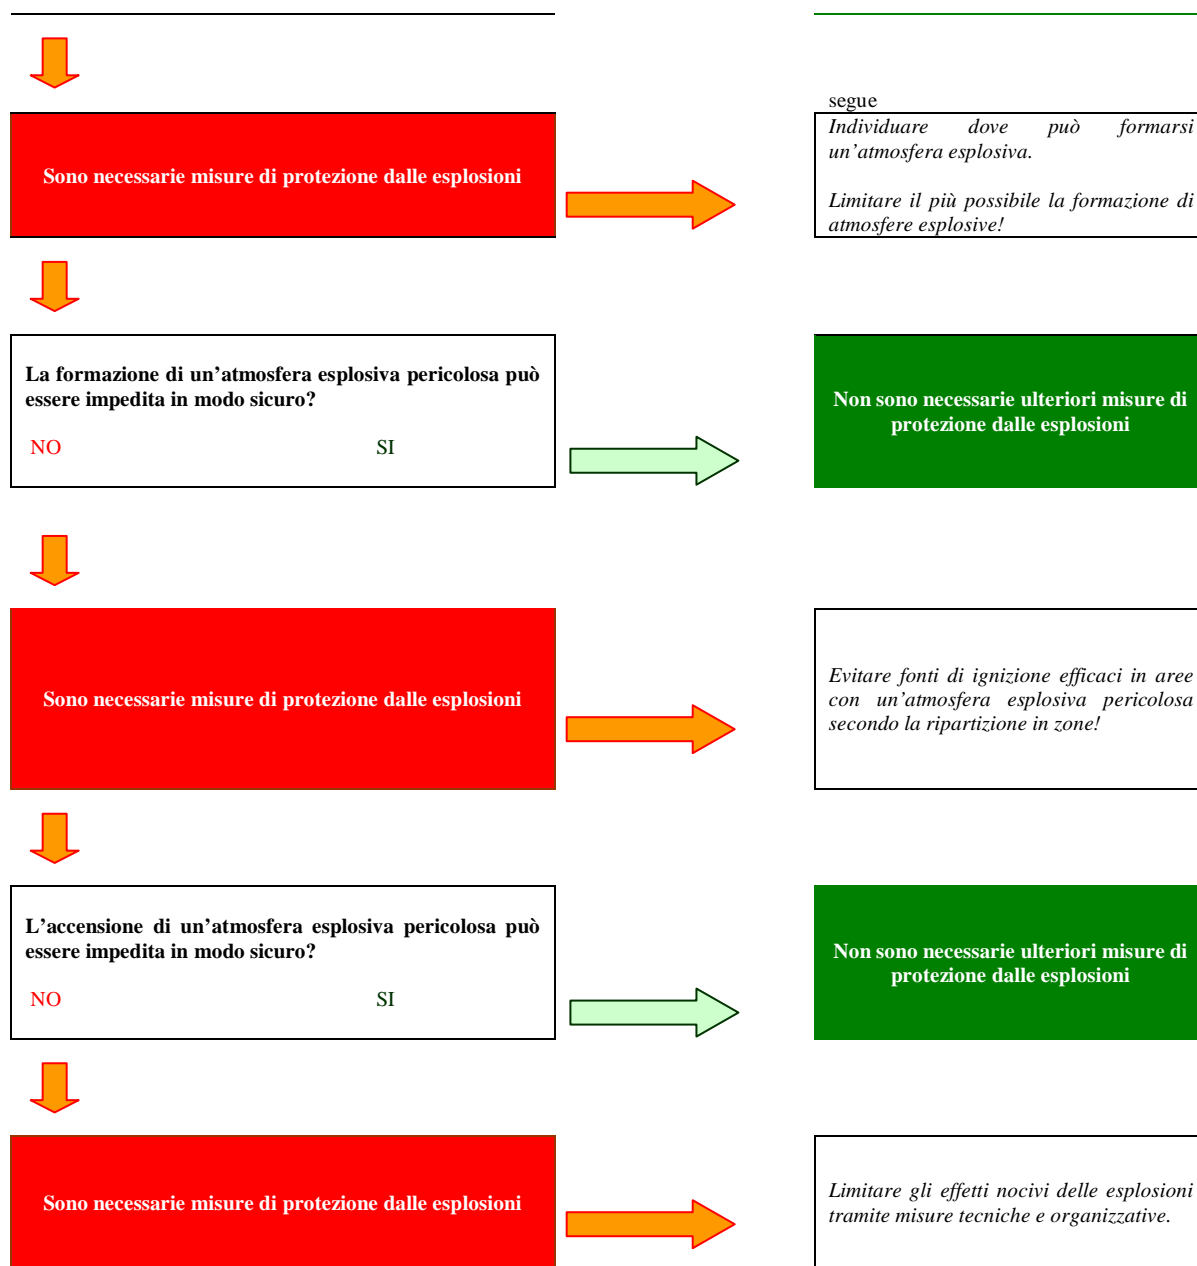 segue
Sono necessarie misure di protezione dalle esplosioni
Individuare dove può formarsi
un’atmosfera esplosiva.
Limitare il più possibile la formazione di
atmosfere esplosive!
La formazione di un’atmosfera esplosiva pericolosa può
essere impedita in modo sicuro?
NO SI
Non sono necessarie ulteriori misure di
protezione dalle esplosioni
Sono necessarie misure di protezione dalle esplosioni
Evitare fonti di ignizione efficaci in aree
con un’atmosfera esplosiva pericolosa
secondo la ripartizione in zone!
L’accensione di un’atmosfera esplosiva pericolosa può
essere impedita in modo sicuro?
NO SI
Non sono necessarie ulteriori misure di
protezione dalle esplosioni
Sono necessarie misure di protezione dalle esplosioni
Limitare gli effetti nocivi delle esplosioni
tramite misure tecniche e organizzative.